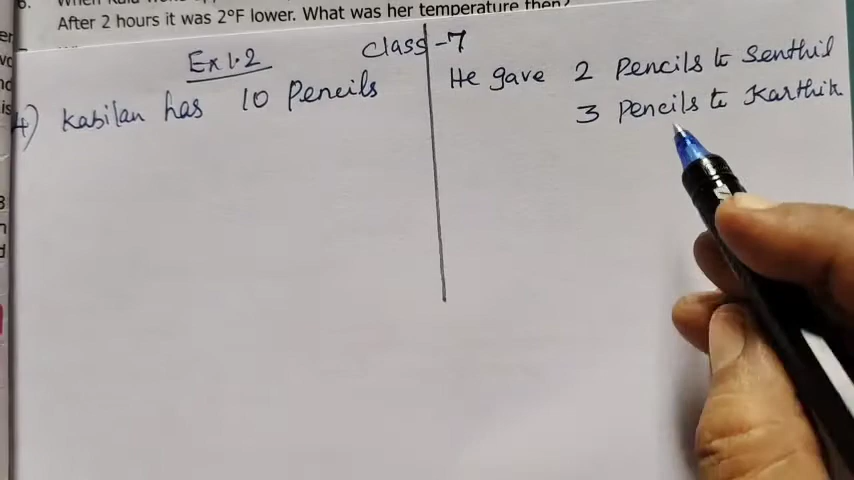 After 2 hours it was 2°F lower. What was her temperature then?
Class-7
Ex 1.2
4) Kabilan has 10 Pencils
He gave 2 Pencils to Senthil
3 Pencils to Karthik